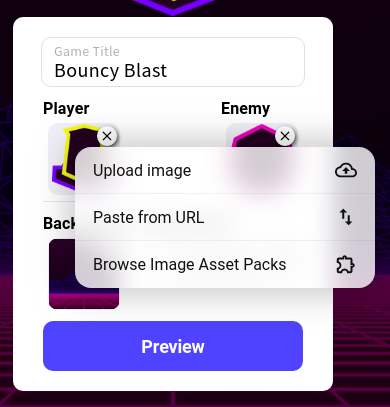 Game Title
Bouncy Blast
Player
Enemy
Back
Upload image
Paste from URL
Browse Image Asset Packs
Preview